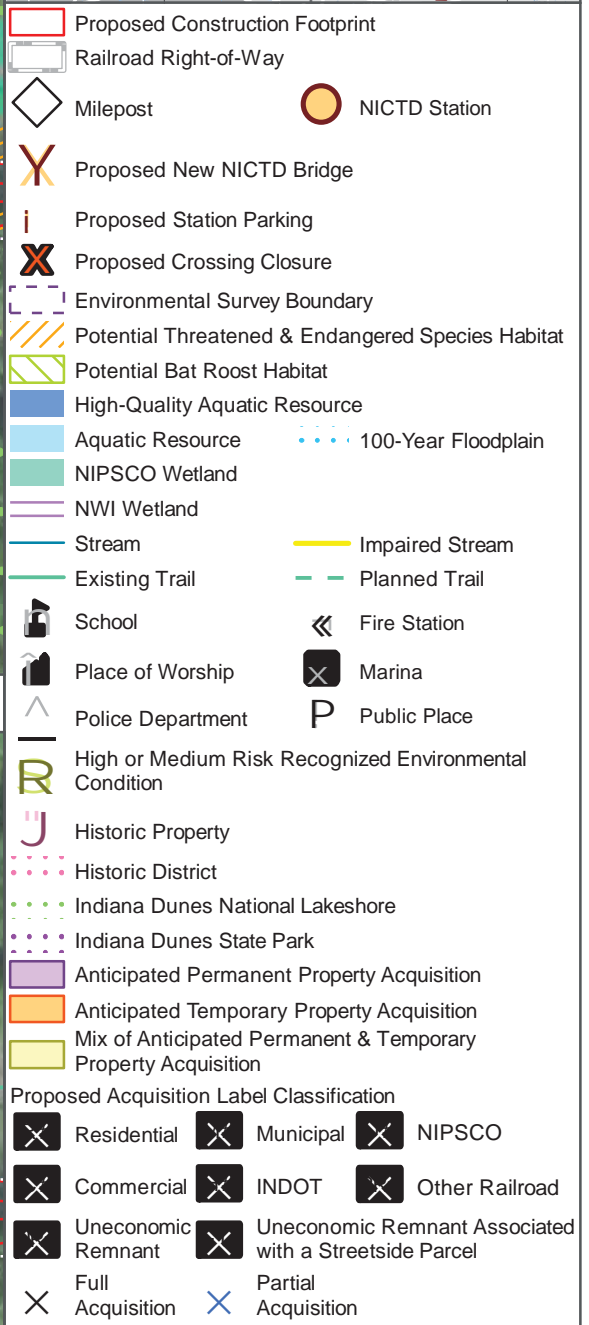 Proposed Construction Footprint
Railroad Right-of-Way
Milepost
NICTD Station
Proposed New NICTD Bridge
Proposed Station Parking
Proposed Crossing Closure
Environmental Survey Boundary
Potential Threatened & Endangered Species Habitat
Potential Bat Roost Habitat
High-Quality Aquatic Resource
Aquatic Resource
100-Year Floodplain
NIPSCO Wetland
NWI Wetland
Stream
Impaired Stream
Existing Trail
Planned Trail
School
Fire Station
Place of Worship
Marina
Police Department
P Public Place
High or Medium Risk Recognized Environmental
Condition
Historic Property
Historic District
Indiana Dunes National Lakeshore
Indiana Dunes State Park
Anticipated Permanent Property Acquisition
Anticipated Temporary Property Acquisition
Mix of Anticipated Permanent & Temporary
Property Acquisition
Proposed Acquisition Label Classification
Residential
Municipal
NIPSCO
Commercial
INDOT
Other Railroad
Uneconomic
Remnant
Uneconomic Remnant Associated
with a Streetside Parcel
Full
Acquisition
Partial
Acquisition